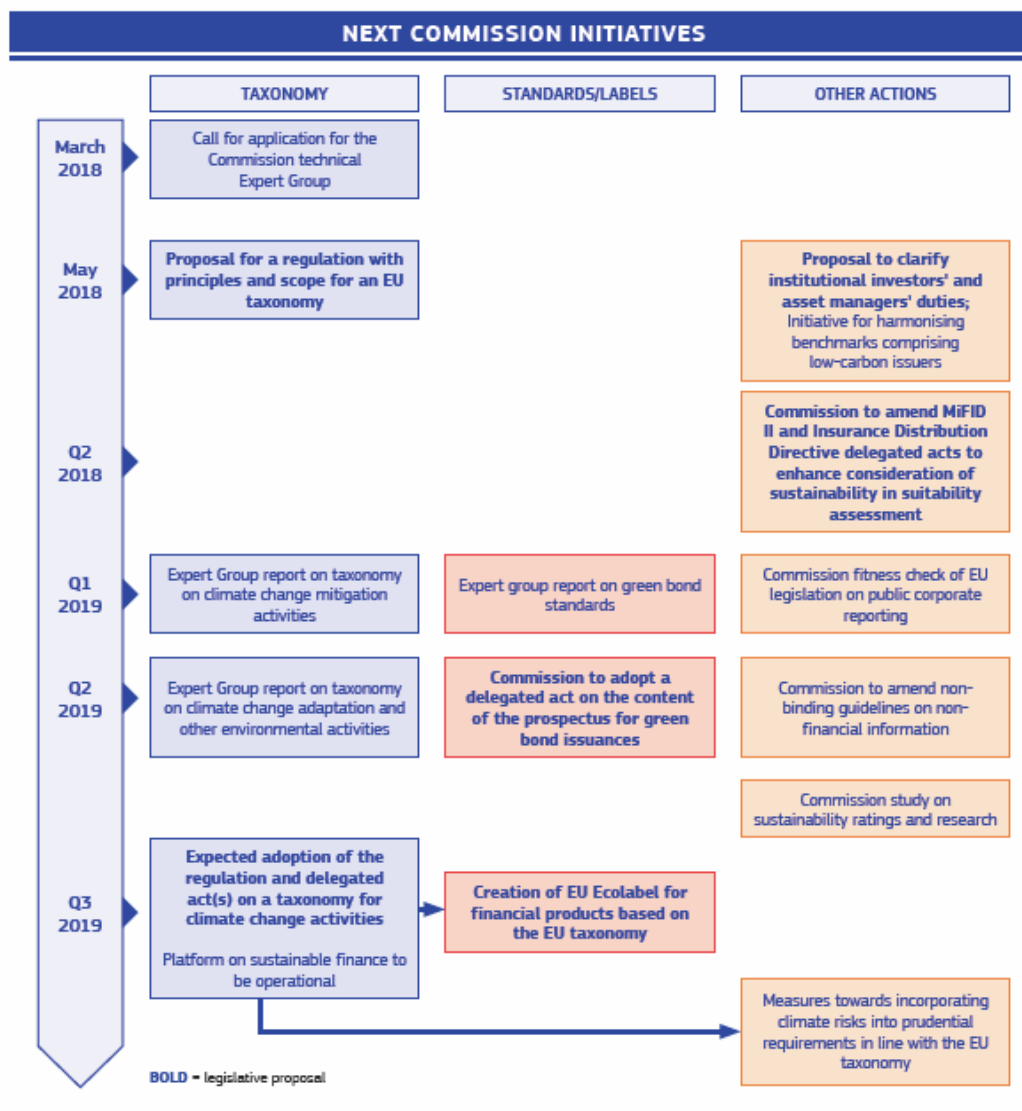 NEXT COMMISSION INITIATIVES
TAXONOMY
STANDARDS/LABELS
OTHER ACTIONS
March
2018
Call for application for the
Commission technical
Expert Group
May
2018
Proposal for a regulation with
principles and scope for an EU
taxonomy
Proposal to clarify
institutional investors' and
asset managers' duties;
Initiative for harmonising
benchmarks comprising
low-carbon issuers
Q2
2018
Commission to amend MiFID
II and Insurance Distribution
Directive delegated acts to
enhance consideration of
sustainability in suitability
assessment
Q1
2019
Expert Group report on taxonomy
on climate change mitigation
activities
Expert group report on green bond
standards
Commission fitness check of EU
legislation on public corporate
reporting
Q2
2019
Expert Group report on taxonomy
on climate change adaptation and
other environmental activities
Commission to adopt a
delegated act on the content
of the prospectus for green
bond issuances
Commission to amend non-
binding guidelines on non-
financial information
Commission study on
sustainability ratings and research
Q3
2019
Expected adoption of the
regulation and delegated
act(s) on a taxonomy for
climate change activities
Platform on sustainable finance to
be operational
Creation of EU Ecolabel for
financial products based on
the EU taxonomy
Measures towards incorporating
climate risks into prudential
requirements in line with the EU
taxonomy
BOLD = legislative proposal